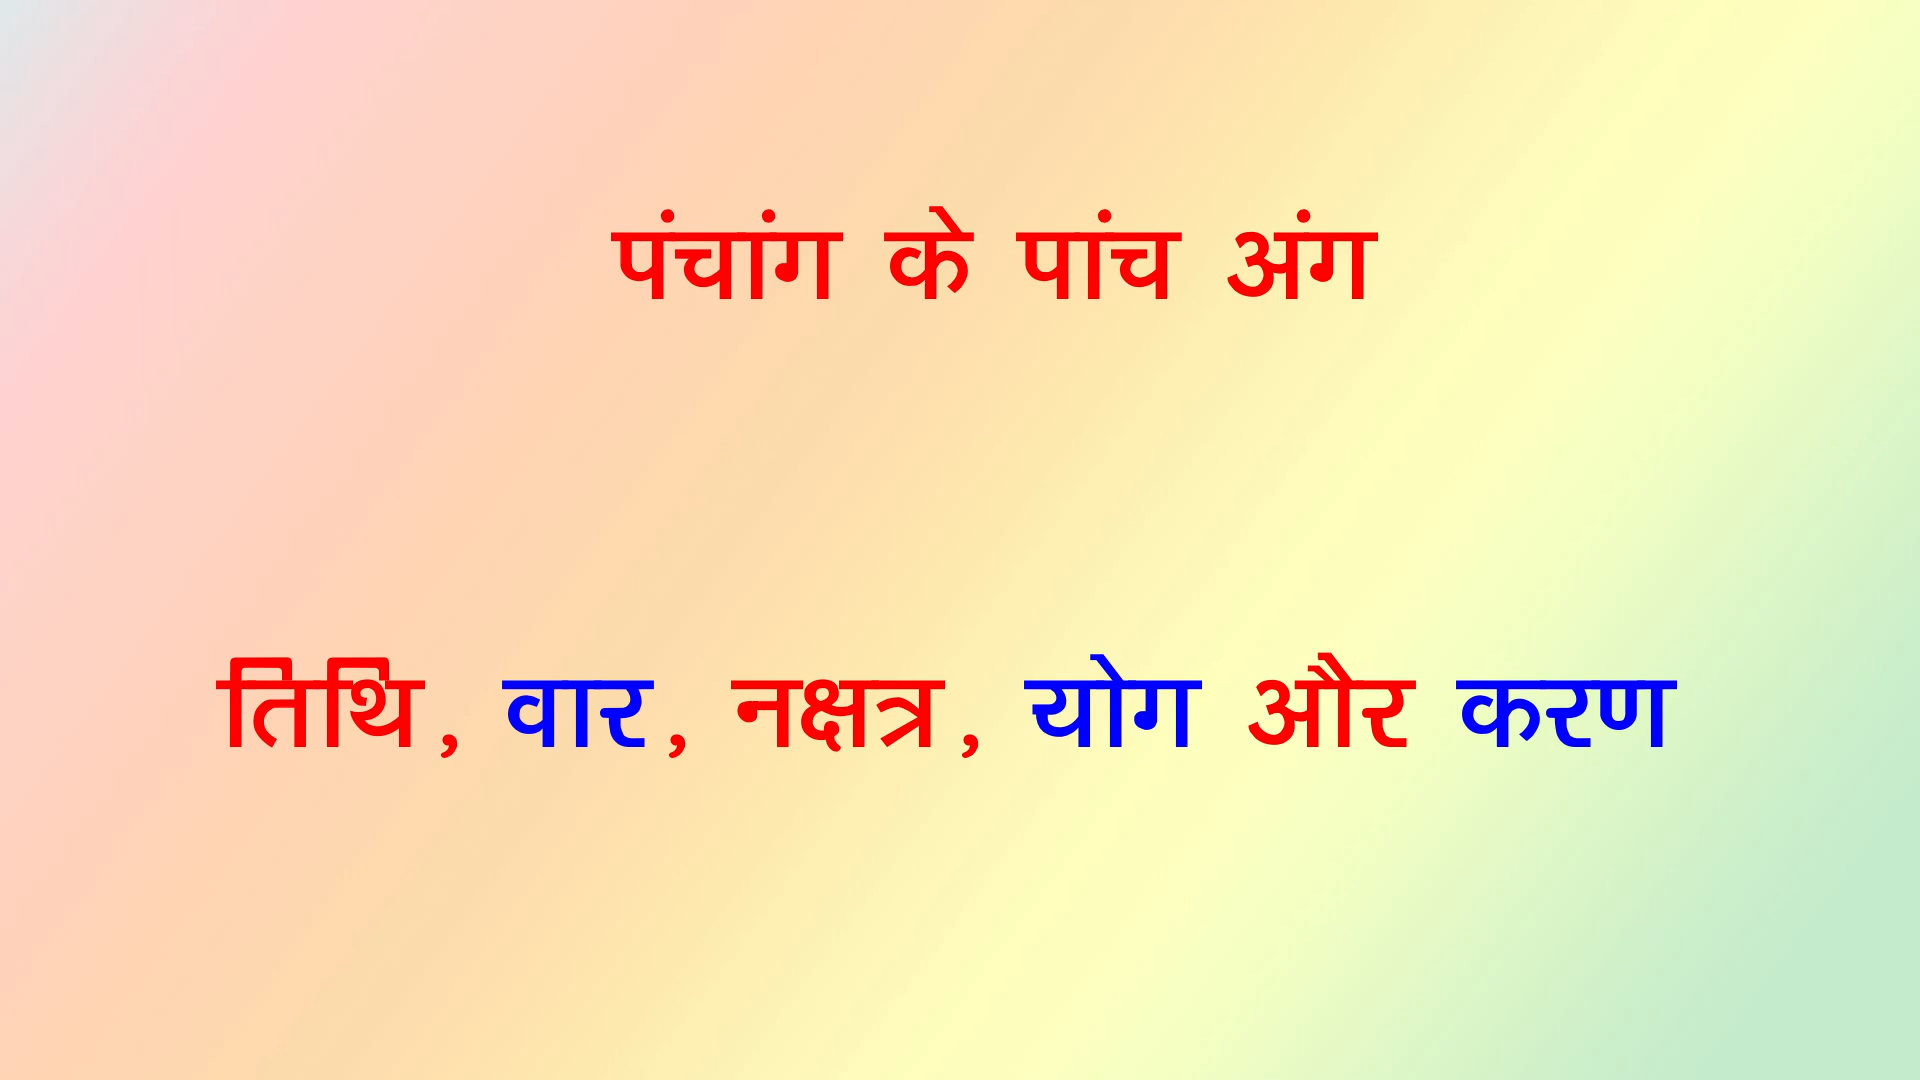 पंचांग के पांच अंग
तिथि, वार, नक्षत्र, योग और करण